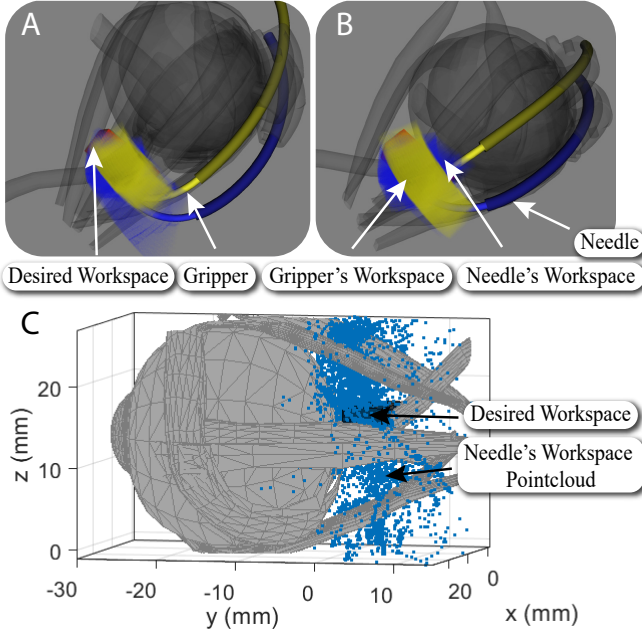 A
B
Needle
Desired Workspace
Gripper
Gripper's Workspace
Needle's Workspace
C
20
10
0
z (mm)
Desired Workspace
Needle's Workspace
Pointcloud
-30
-20
-10
0
10
20
0
y (mm)
x (mm)